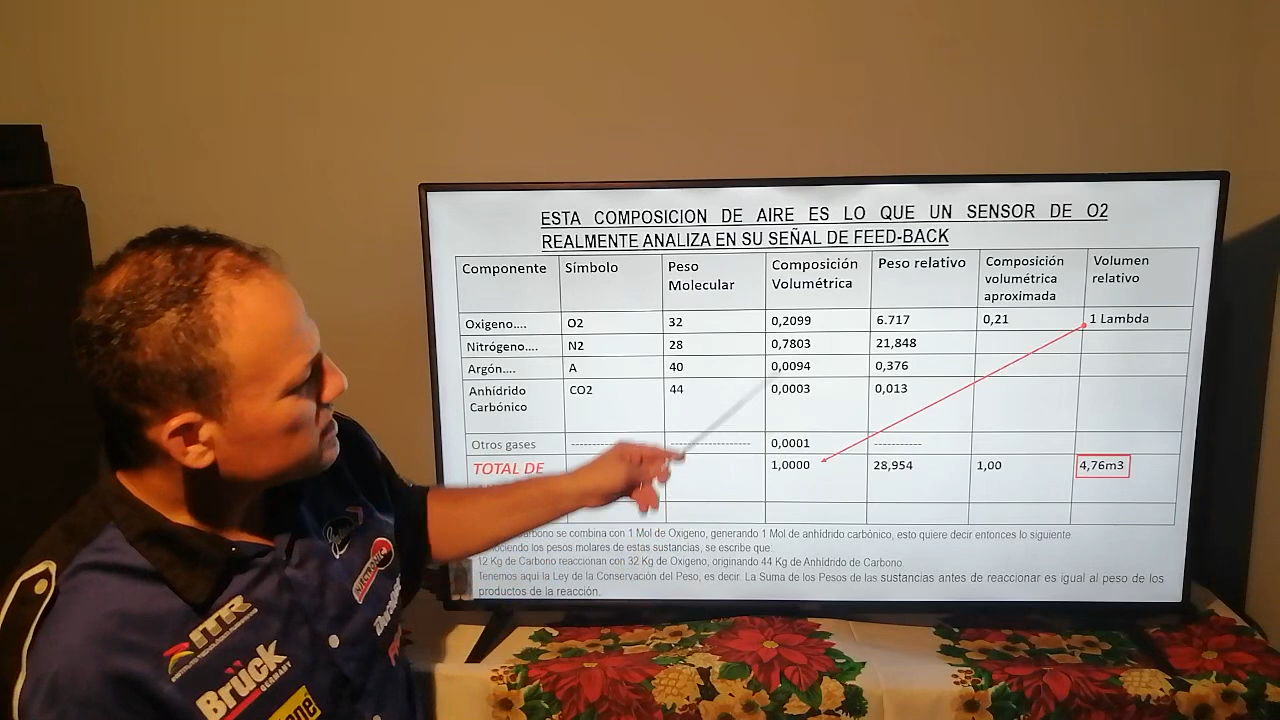 ESTA COMPOSICION DE AIRE ES LO QUE UN SENSOR DE O2
REALMENTE ANALIZA EN SU SEÑAL DE FEED-BACK
Componente Símbolo Peso Molecular Composición Volumétrica Peso relativo Composición volumétrica aproximada Volumen relativo
Oxigeno.... O2 32 0,2099 6.717 0,21 1 Lambda
Nitrógeno.... N2 28 0,7803 21,848
Argón.... A 40 0,0094 0,376
Anhídrido Carbónico CO2 44 0,0003 0,013
Otros gases ---------- ------------------- 0,0001 -----------
TOTAL DE 1,0000 28,954 1,00 4,76m3
se combina con 1 Mol de Oxigeno, generando 1 Mol de anhídrido carbónico, esto quiere decir entonces lo siguiente
los pesos molares de estas sustancias, se escribe que
12 Kg de Carbono reaccionan con 32 Kg de Oxigeno, originando 44 Kg de Anhídrido de Carbono
Tenemos aquí la Ley de la Conservación del Peso, es decir. La Suma de los Pesos de las sustancias antes de reaccionar es igual al peso de los
productos de la reacción.
MTR
Brück
GERMANY